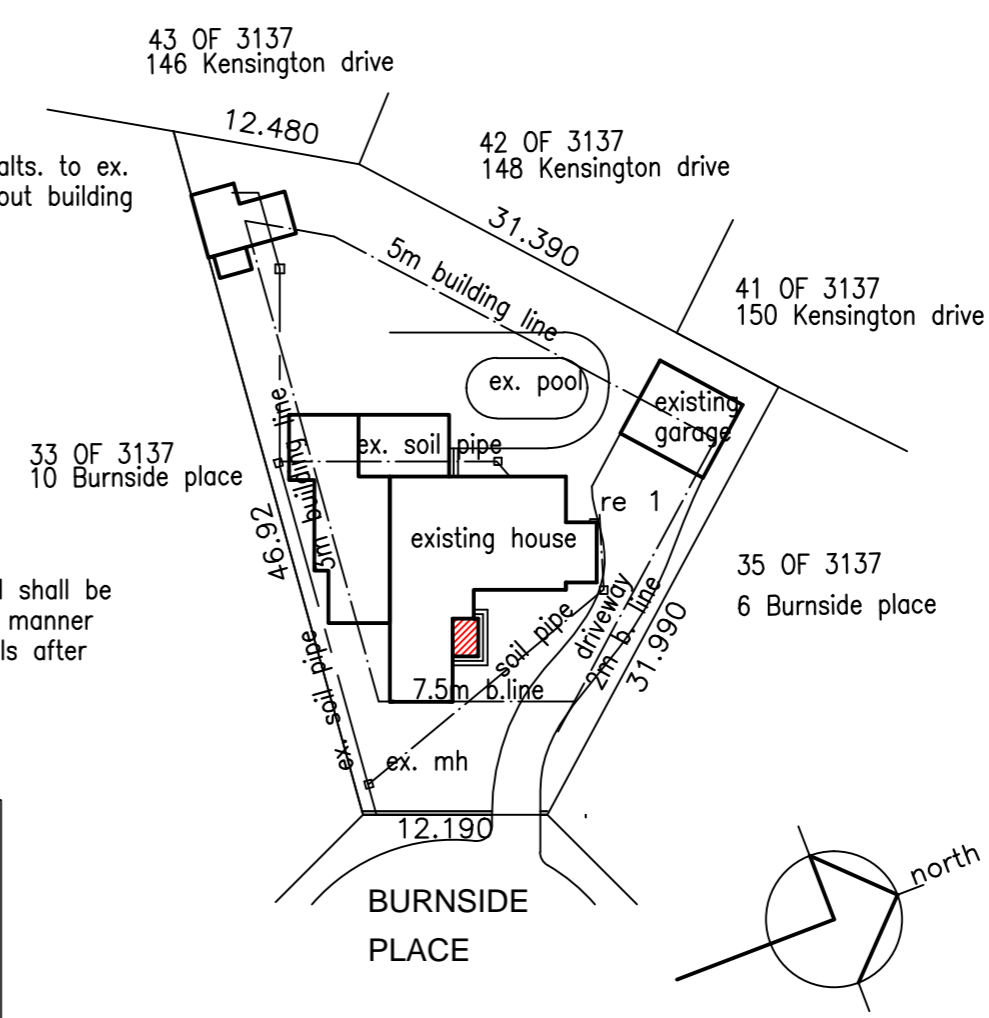 43 OF 3137
146 Kensington drive
12.480
42 OF 3137
148 Kensington drive
alts. to ex.
out building
31.390
5m building line
41 OF 3137
150 Kensington drive
ex. pool
existing
garage
ex. soil pipe
33 OF 3137
10 Burnside place
5m building line
re 1
46.92
existing house
35 OF 3137
6 Burnside place
l shall be
manner
ls after
soil pipe
driveway
2m b. line
31.990
7.5m b.line
ex. soil pipe
ex. mh
12.190
BURNSIDE
PLACE
north